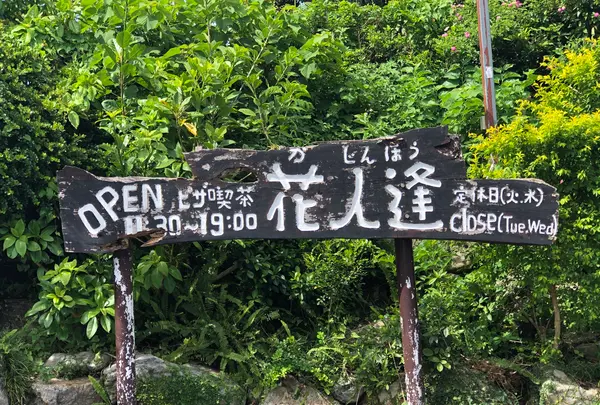 OPEN ピザ喫茶
11:30~19:00
か じんほう
花人逢
定休日(火.水)
close(Tue,Wed)